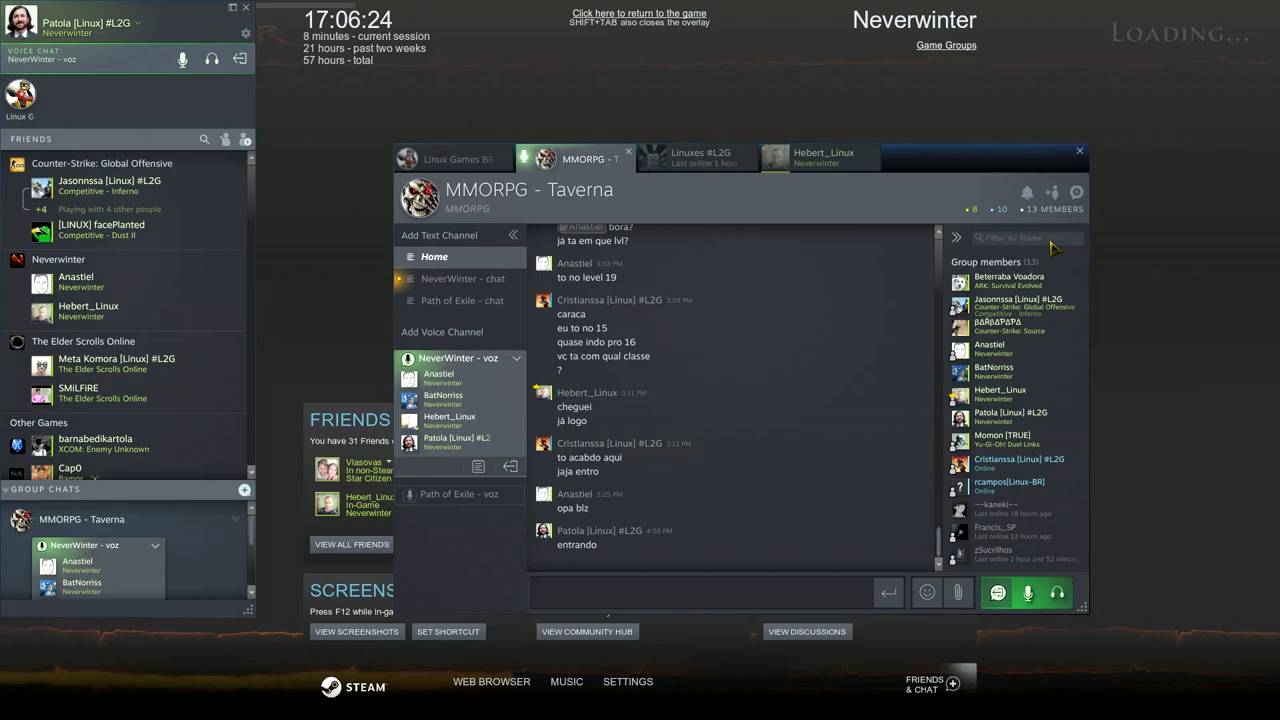 Patola [Linux] #L2G
Neverwinter
VOICE CHAT:
NeverWinter - voz
Linux G
FRIENDS
Counter-Strike: Global Offensive
Jasonnssa [Linux] #L2G
Competitive - Inferno
+4 Playing with 4 other people
[LINUX] facePlanted
Competitive - Dust II
Neverwinter
Anastiel
Neverwinter
Hebert_Linux
Neverwinter
The Elder Scrolls Online
Meta Komora [Linux] #L2G
The Elder Scrolls Online
SMiLFiRE
The Elder Scrolls Online
Other Games
barnabedikartola
XCOM: Enemy Unknown
N/A
Cap0
GROUP CHATS
MMORPG - Taverna
NeverWinter - voz
Anastiel
Neverwinter
BatNorriss
Neverwinter
17:06:24
8 minutes - current session
21 hours - past two weeks
57 hours - total
Click here to return to the game
SHIFT+TAB also closes the overlay
Neverwinter
Game Groups
LOADING...
Linux Games BR
MMORPG - T
Linuxes #L2G
Last online 1 hour
Hebert_Linux
Neverwinter
MMORPG - Taverna
MMORPG
8
10
13 MEMBERS
Add Text Channel
Home
NeverWinter - chat
Path of Exile - chat
Add Voice Channel
NeverWinter - voz
Anastiel
Neverwinter
BatNorriss
Neverwinter
Hebert_Linux
Neverwinter
Patola [Linux] #L2
Neverwinter
Path of Exile - voz
@Anastiel bora?
já ta em que lvl?
Anastiel 3:03 PM
to no level 19
Cristianssa [Linux] #L2G 3:03 PM
caraca
eu to no 15
quase indo pro 16
vc ta com qual classe
?
Hebert_Linux 3:11 PM
cheguei
já logo
Cristianssa [Linux] #L2G 3:11 PM
to acabdo aqui
jaja entro
Anastiel 3:25 PM
opa blz
Patola [Linux] #L2G 4:58 PM
entrando
Filter by Name
Group members (13)
Beterraba Voadora
ARK: Survival Evolved
Jasonnssa [Linux] #L2G
Counter-Strike: Global Offensive
Competitive - Inferno
Counter-Strike: Source
Anastiel
Neverwinter
BatNorriss
Neverwinter
Hebert_Linux
Neverwinter
Patola [Linux] #L2G
Neverwinter
Momon [TRUE]
Yu-Gi-Oh! Duel Links
Cristianssa [Linux] #L2G
Online
rcampos[Linux-BR]
Online
~~kaneki~~
Last online 18 hours ago
Francis_SP
Last online 13 hours ago
zSucrilhos
Last online 1 hour and 52 minut
FRIENDS
You have 31 Friends
Vlasovas
In non-Stea
Star Citizen
Hebert_Linu
In-Game
Neverwinter
VIEW ALL FRIENDS
SCREENS
Press F12 while in-ga
VIEW SCREENSHOTS
SET SHORTCUT
VIEW COMMUNITY HUB
VIEW DISCUSSIONS
STEAM
WEB BROWSER
MUSIC
SETTINGS
FRIENDS
& CHAT